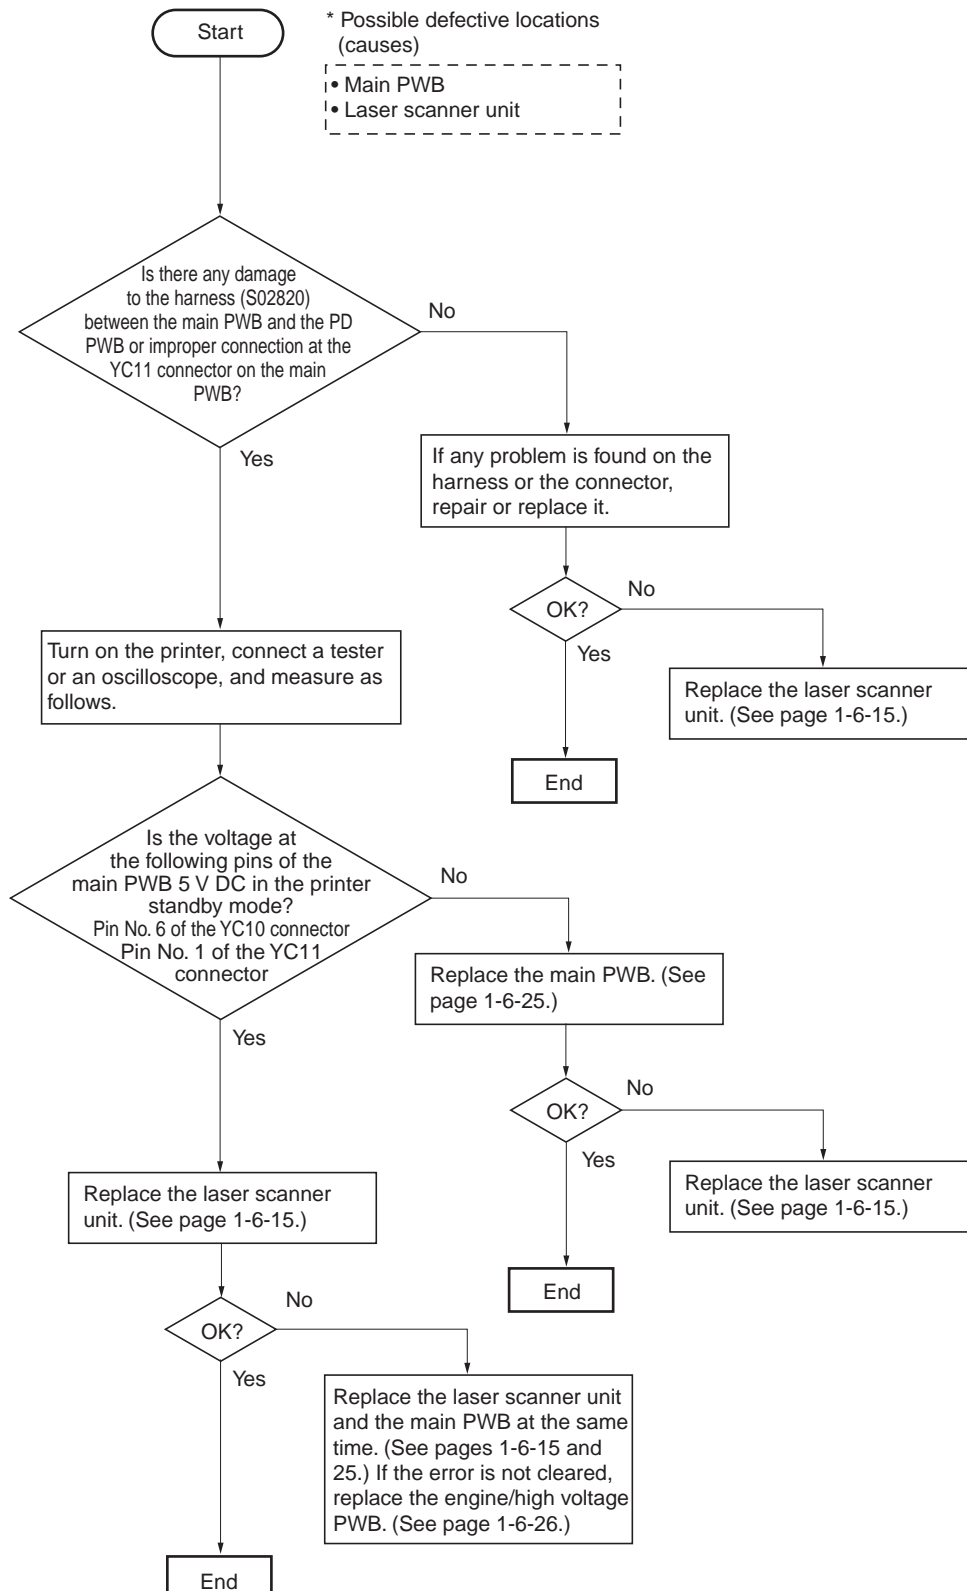 Start
* Possible defective locations
(causes)
• Main PWB
• Laser scanner unit
Is there any damage
to the harness (S02820)
between the main PWB and the PD
PWB or improper connection at the
YC11 connector on the main
PWB?
No
Yes
If any problem is found on the
harness or the connector,
repair or replace it.
OK?
No
Yes
Turn on the printer, connect a tester
or an oscilloscope, and measure as
follows.
Replace the laser scanner
unit. (See page 1-6-15.)
End
Is the voltage at
the following pins of the
main PWB 5 V DC in the printer
standby mode?
Pin No. 6 of the YC10 connector
Pin No. 1 of the YC11
connector
No
Yes
Replace the main PWB. (See
page 1-6-25.)
OK?
No
Yes
Replace the laser scanner
unit. (See page 1-6-15.)
Replace the laser scanner
unit. (See page 1-6-15.)
End
OK?
No
Yes
Replace the laser scanner unit
and the main PWB at the same
time. (See pages 1-6-15 and
25.) If the error is not cleared,
replace the engine/high voltage
PWB. (See page 1-6-26.)
End